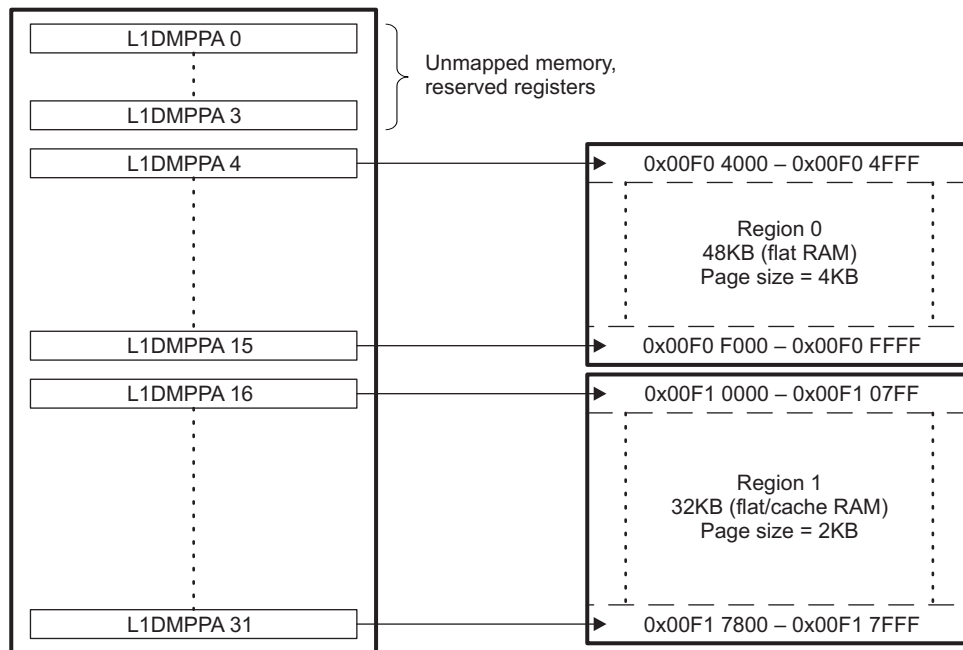 L1DMPPA 0
Unmapped memory,
reserved registers
L1DMPPA 3
L1DMPPA 4
0x00F0 4000 – 0x00F0 4FFF
Region 0
48KB (flat RAM)
Page size = 4KB
L1DMPPA 15
0x00F0 F000 – 0x00F0 FFFF
L1DMPPA 16
0x00F1 0000 – 0x00F1 07FF
Region 1
32KB (flat/cache RAM)
Page size = 2KB
L1DMPPA 31
0x00F1 7800 – 0x00F1 7FFF